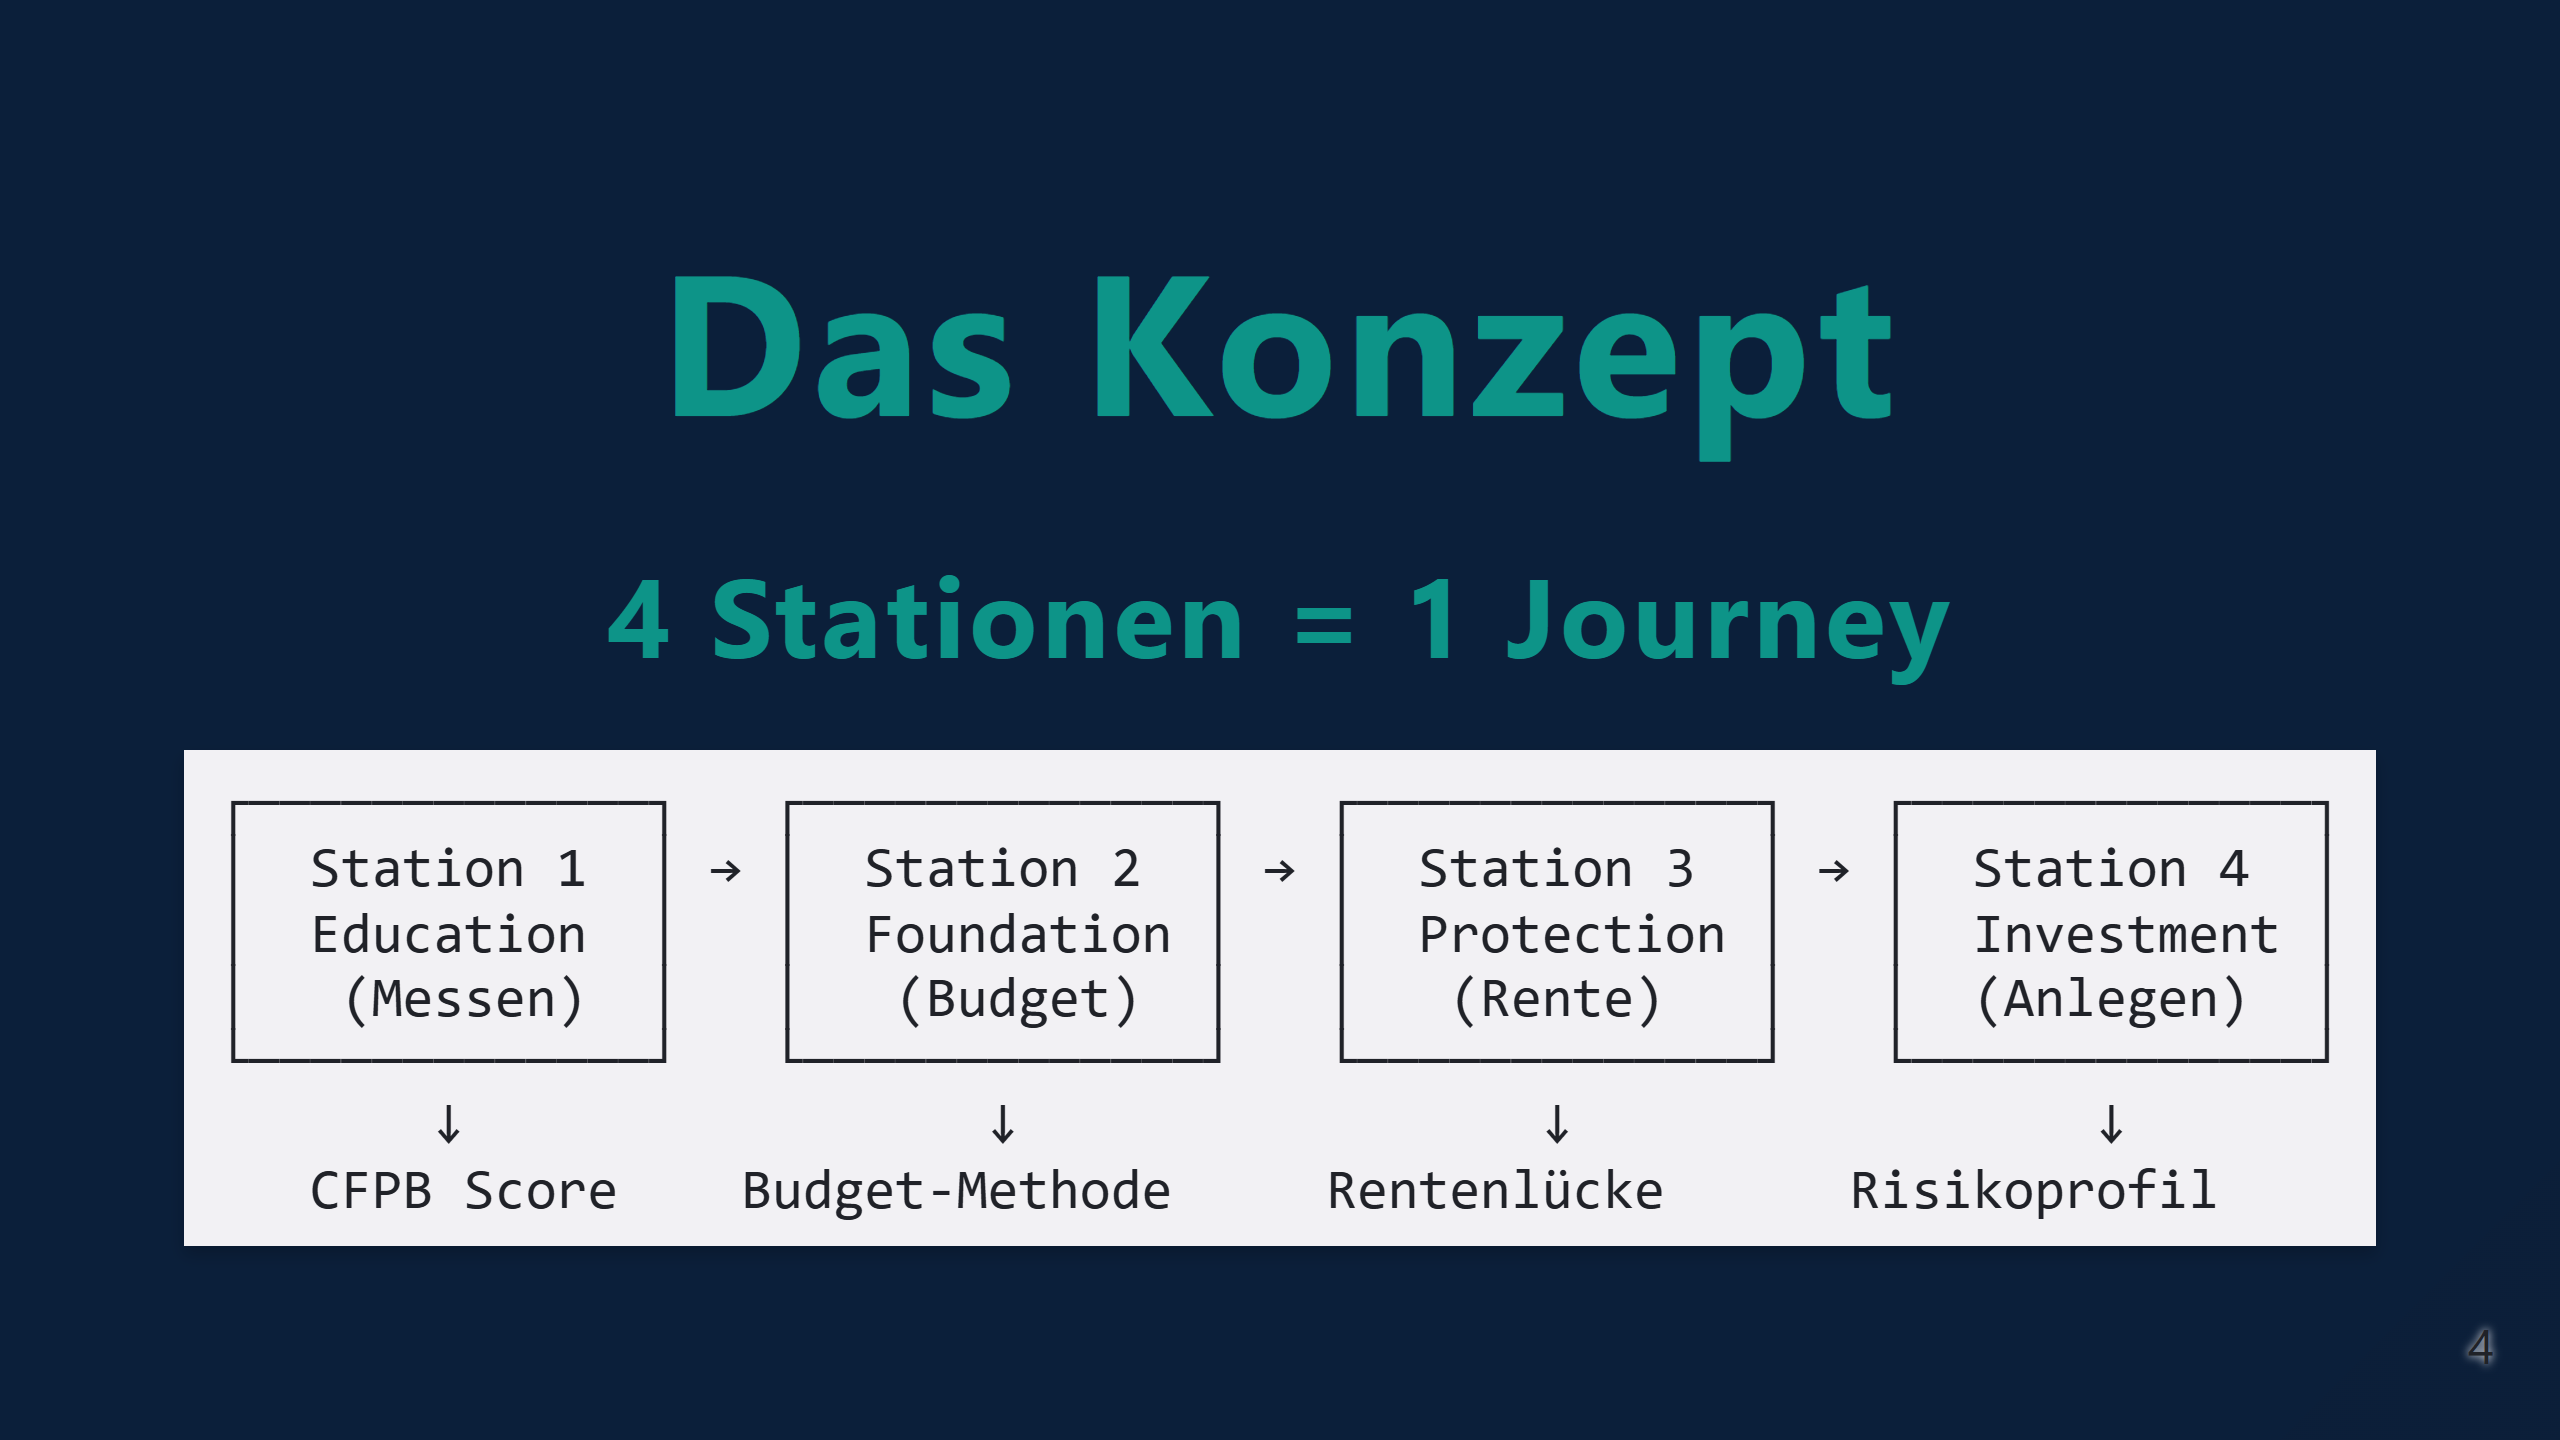 Das Konzept
4 Stationen = 1 Journey
Station 1 → Station 2 → Station 3 → Station 4
Education Foundation Protection Investment
(Messen) (Budget) (Rente) (Anlegen)
↓ ↓ ↓ ↓
CFPB Score Budget-Methode Rentenlücke Risikoprofil
4